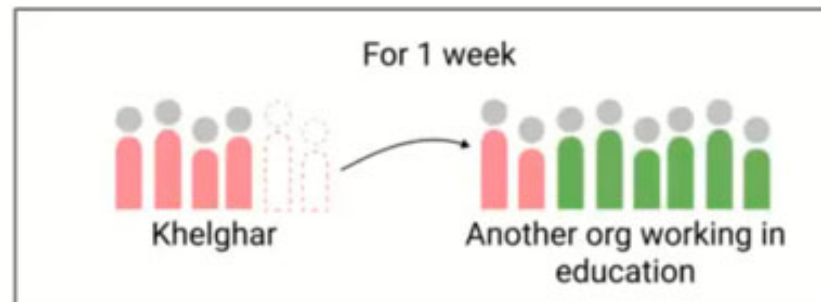 For 1 week
Khelghar
Another org working in
education